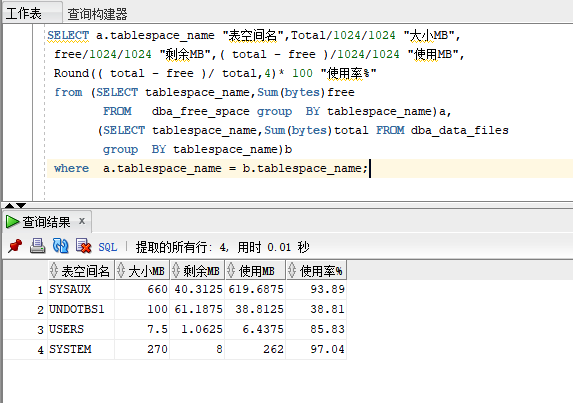 工作表 查询构建器
SELECT a.tablespace_name "表空间名",Total/1024/1024 "大小MB",
free/1024/1024 "剩余MB",( total - free )/1024/1024 "使用MB",
Round(( total - free )/ total,4)* 100 "使用率%"
from (SELECT tablespace_name,Sum(bytes)free
FROM dba_free_space group BY tablespace_name)a,
(SELECT tablespace_name,Sum(bytes)total FROM dba_data_files
group BY tablespace_name)b
where a.tablespace_name = b.tablespace_name;
查询结果 x
SQL | 提取的所有行: 4, 用时 0.01 秒
表空间名 大小MB 剩余MB 使用MB 使用率%
1 SYSAUX 660 40.3125 619.6875 93.89
2 UNDOTBS1 100 61.1875 38.8125 38.81
3 USERS 7.5 1.0625 6.4375 85.83
4 SYSTEM 270 8 262 97.04